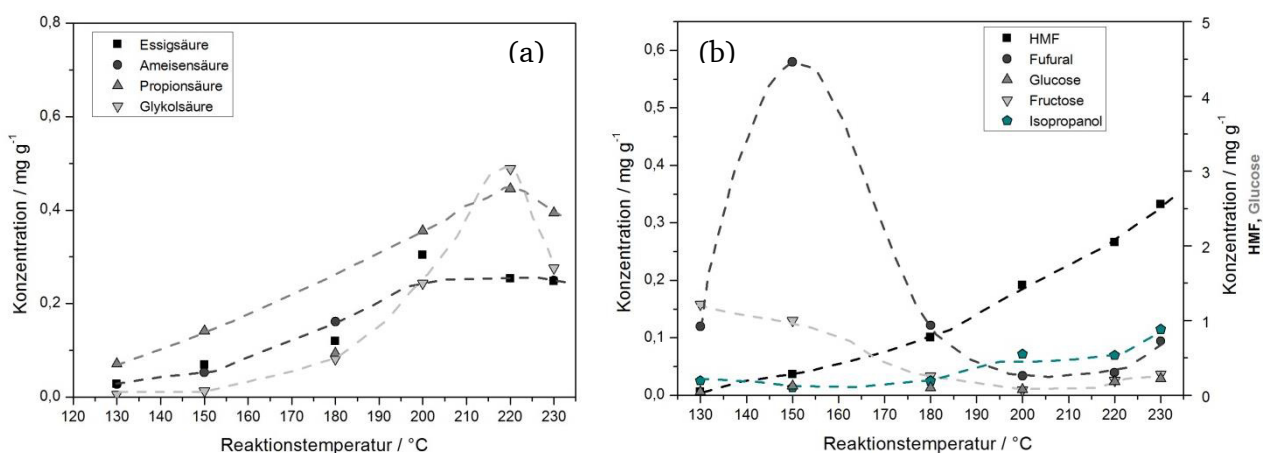 (a)
Essigsäure
Ameisensäure
Propionsäure
Glykolsäure
Konzentration / mg g⁻¹
0,8
0,6
0,4
0,2
0,0
120 130 140 150 160 170 180 190 200 210 220 230
Reaktionstemperatur / °C
(b)
HMF
Fufural
Glucose
Fructose
Isopropanol
Konzentration / mg g⁻¹
0,6
0,5
0,4
0,3
0,2
0,1
0,0
130 140 150 160 170 180 190 200 210 220 230
Reaktionstemperatur / °C
5
4
3
2
1
0
Konzentration / mg g⁻¹
HMF, Glucose